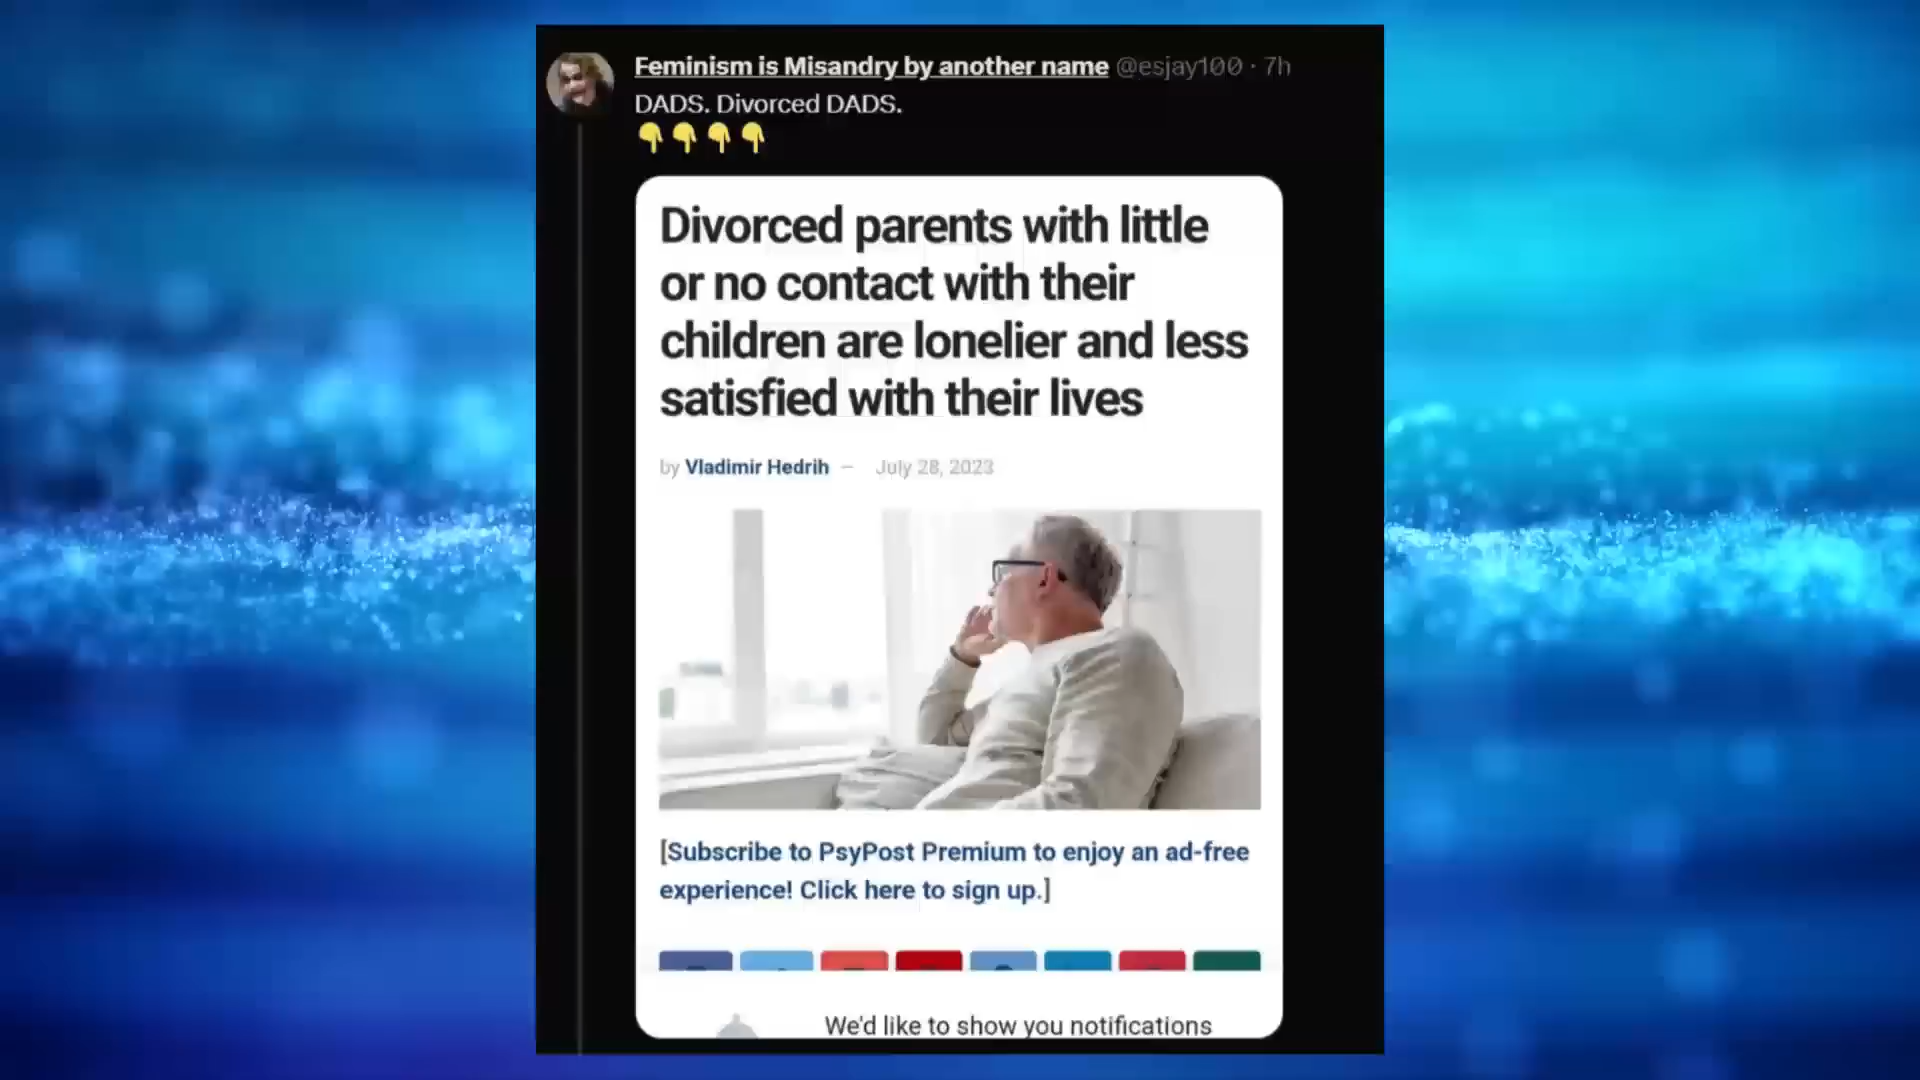 Feminism is Misandry by another name @esjay100 · 7h
DADS. Divorced DADS.
👇👇👇👇
Divorced parents with little
or no contact with their
children are lonelier and less
satisfied with their lives
by Vladimir Hedrih — July 28, 2023
[Subscribe to PsyPost Premium to enjoy an ad-free
experience! Click here to sign up.]
We'd like to show you notifications